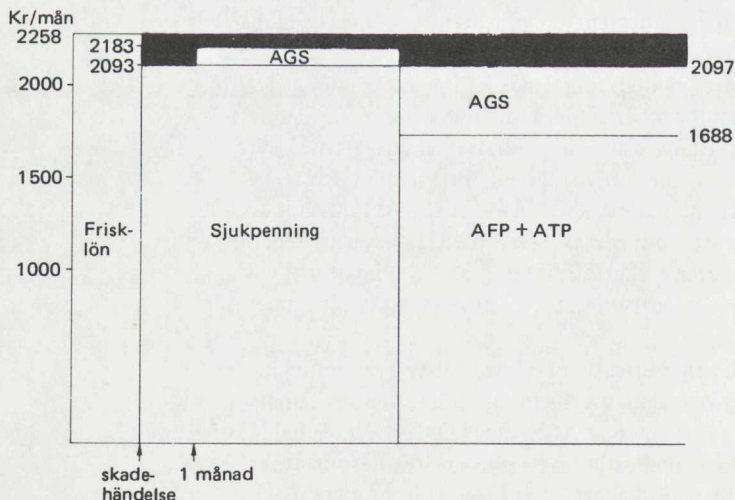 Kr/mån
2258
2183
2093
AGS
2097
2000
AGS
1688
1500
Frisk-
lön
Sjukpenning
AFP + ATP
1000
skade-
händelse
1 månad